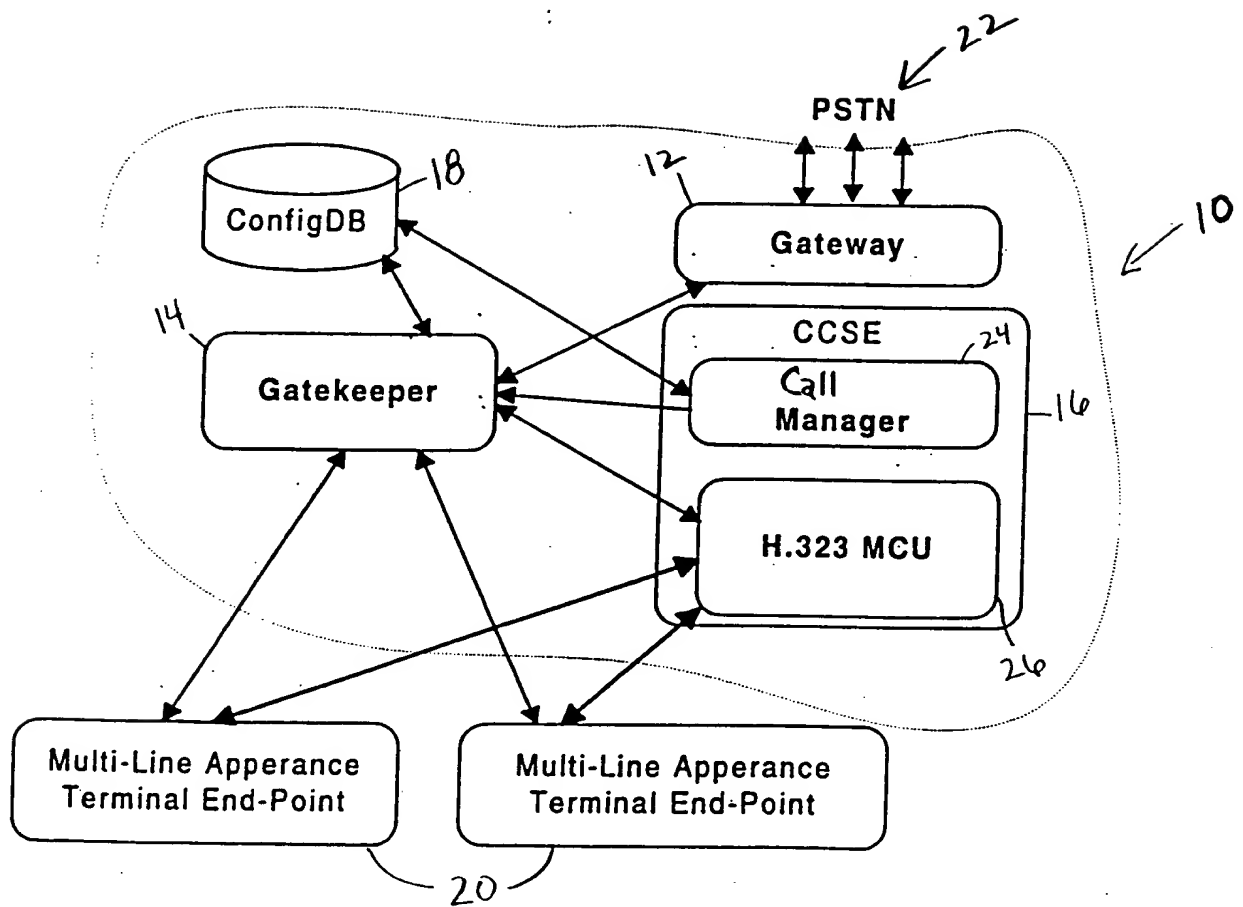 22
PSTN
18
12
ConfigDB
Gateway
10
14
CCSE
24
Gatekeeper
Call
Manager
16
H.323 MCU
26
Multi-Line Apperance
Terminal End-Point
Multi-Line Apperance
Terminal End-Point
20